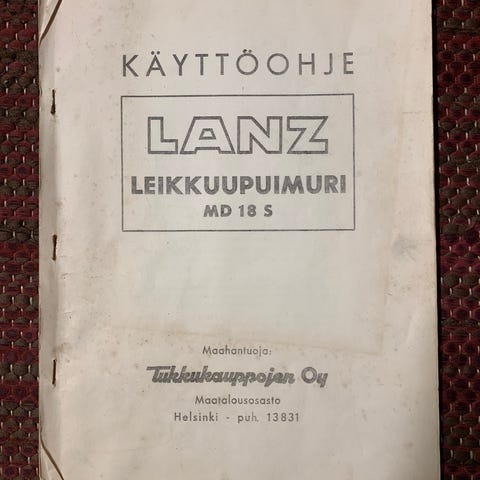 KÄYTTÖOHJE
LANZ
LEIKKUUPUIMURI
MD 18 S
Maahantuoja:
Tukkukauppojen Oy
Maatalousosasto
Helsinki - puh. 13831